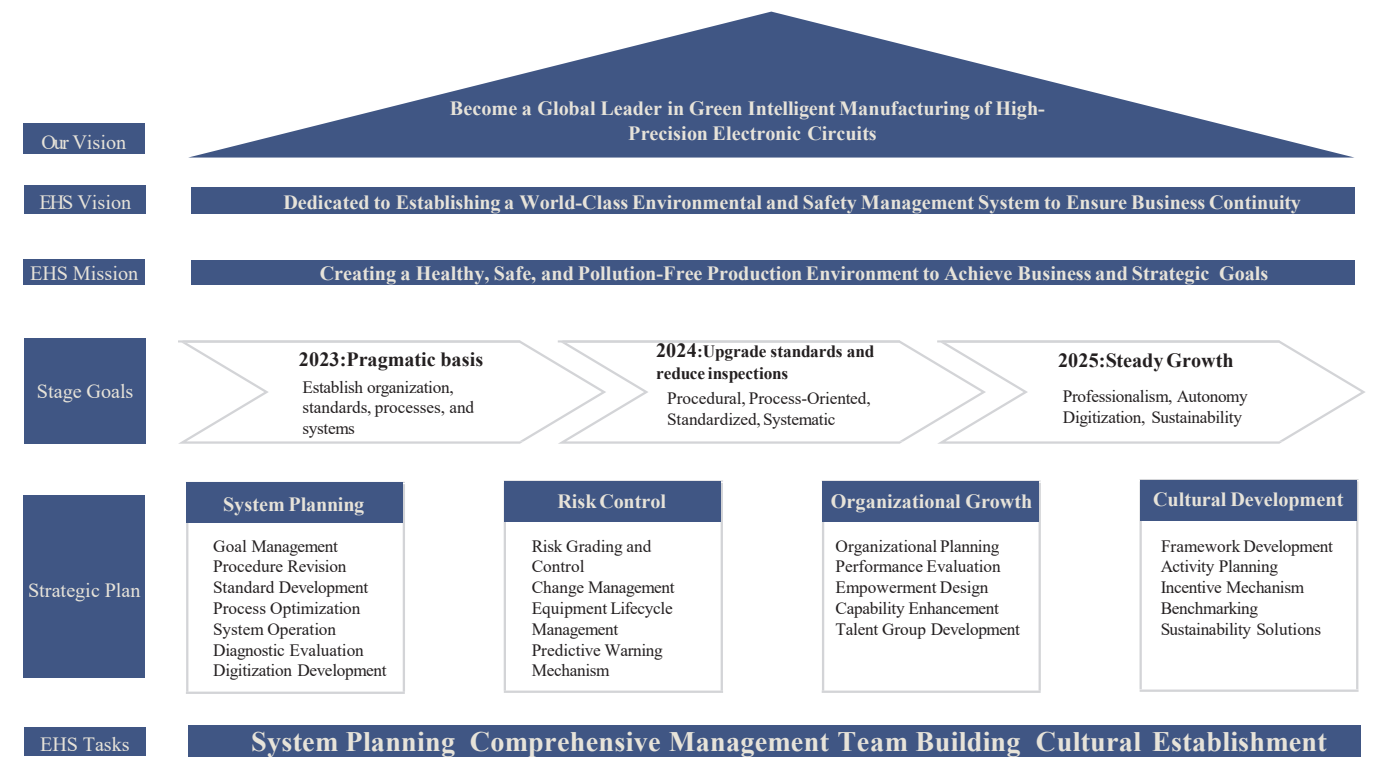 Our Vision
Become a Global Leader in Green Intelligent Manufacturing of High-
Precision Electronic Circuits
EHS Vision
Dedicated to Establishing a World-Class Environmental and Safety Management System to Ensure Business Continuity
EHS Mission
Creating a Healthy, Safe, and Pollution-Free Production Environment to Achieve Business and Strategic Goals
Stage Goals
2023:Pragmatic basis
Establish organization,
standards, processes, and
systems
2024:Upgrade standards and
reduce inspections
Procedural, Process-Oriented,
Standardized, Systematic
2025:Steady Growth
Professionalism, Autonomy
Digitization, Sustainability
Strategic Plan
System Planning
Goal Management
Procedure Revision
Standard Development
Process Optimization
System Operation
Diagnostic Evaluation
Digitization Development
Risk Control
Risk Grading and
Control
Change Management
Equipment Lifecycle
Management
Predictive Warning
Mechanism
Organizational Growth
Organizational Planning
Performance Evaluation
Empowerment Design
Capability Enhancement
Talent Group Development
Cultural Development
Framework Development
Activity Planning
Incentive Mechanism
Benchmarking
Sustainability Solutions
EHS Tasks
System Planning Comprehensive Management Team Building Cultural Establishment